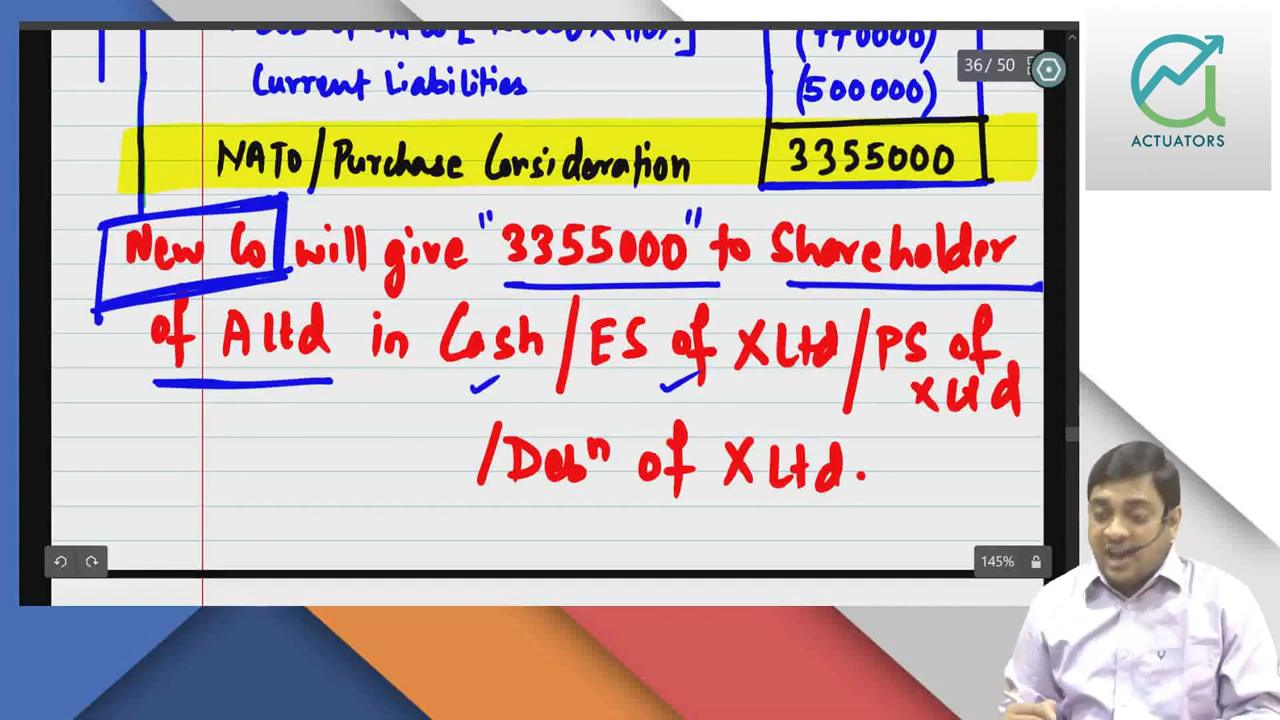 (770000)
Current Liabilities (500000)
NATO/Purchase Consideration 3355000
New Co will give "3355000" to Shareholder
of A Ltd in Cash/ES of X Ltd/PS of
X Ltd
/Debⁿ of X Ltd.
36/50
145%
ACTUATORS